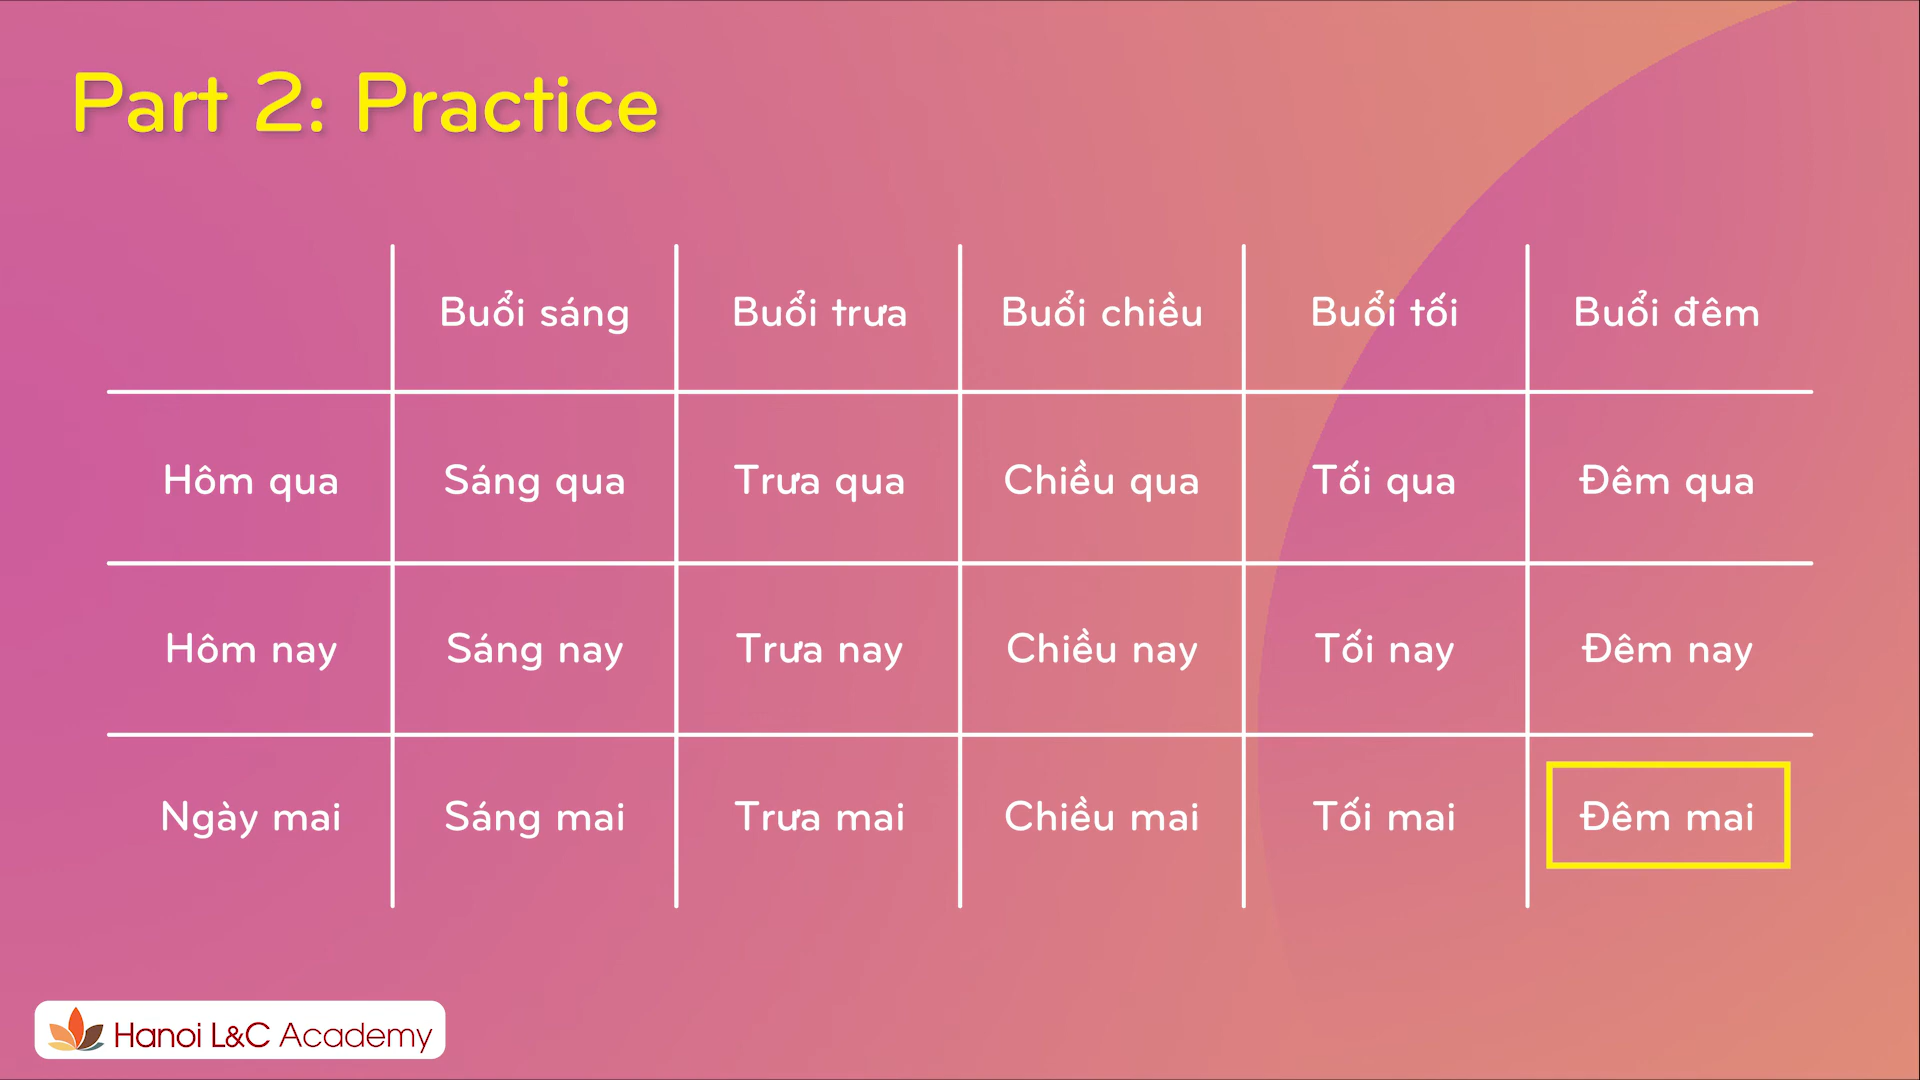 Part 2: Practice
Buổi sáng Buổi trưa Buổi chiều Buổi tối Buổi đêm
Hôm qua Sáng qua Trưa qua Chiều qua Tối qua Đêm qua
Hôm nay Sáng nay Trưa nay Chiều nay Tối nay Đêm nay
Ngày mai Sáng mai Trưa mai Chiều mai Tối mai Đêm mai
Hanoi L&C Academy